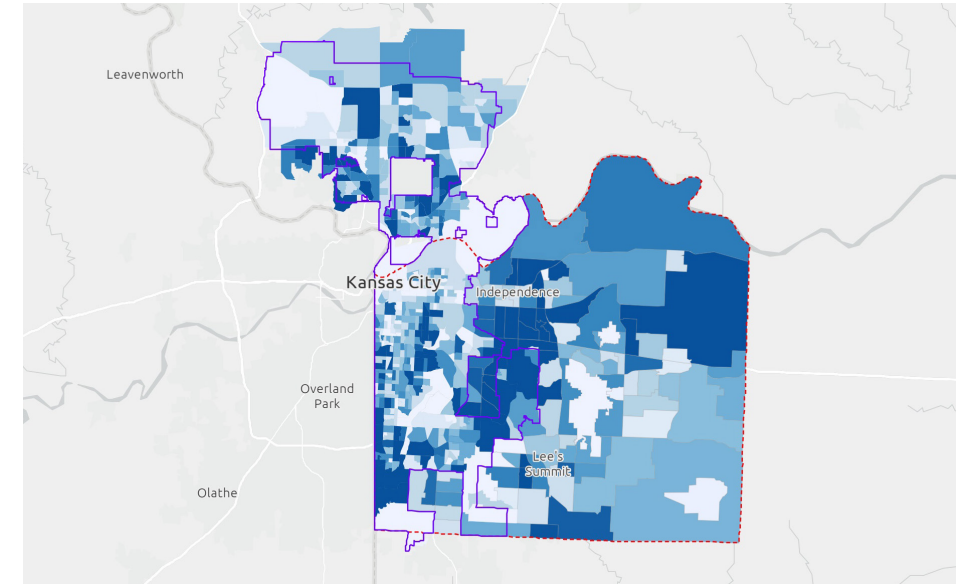 Leavenworth
Kansas City
Independence
Overland
Park
Lee's
Summit
Olathe